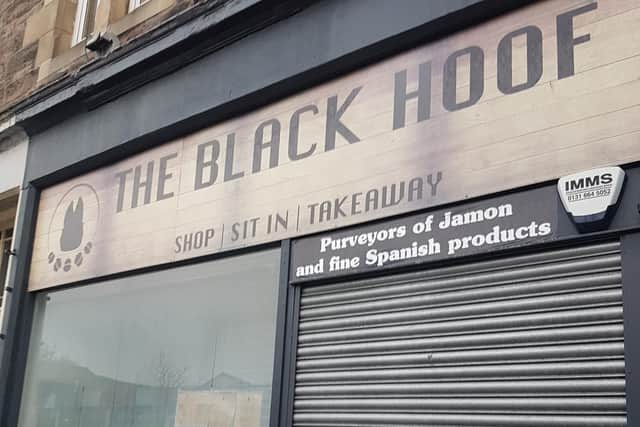 THE BLACK HOOF
SHOP | SIT IN | TAKEAWAY
Purveyors of Jamon
and fine Spanish products
IMMS
0131 664 5052